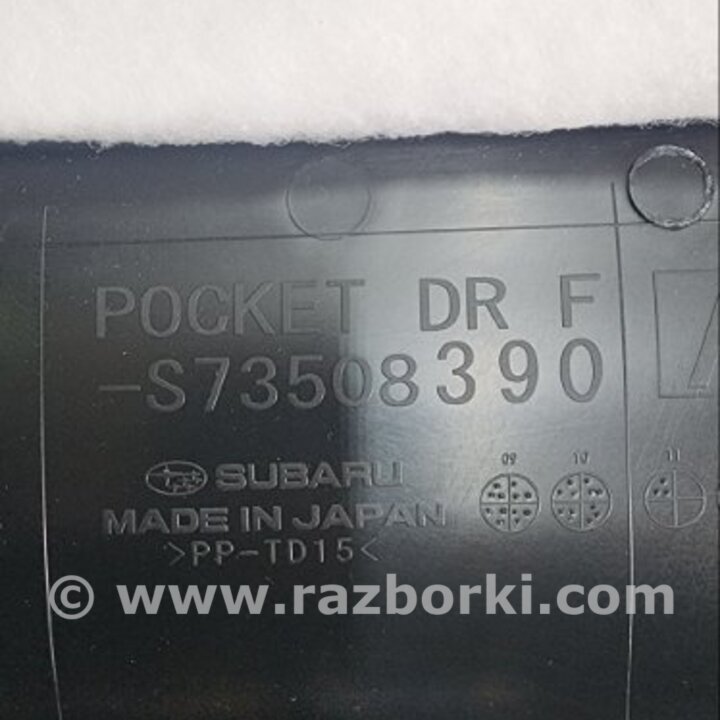 POCKET DR F
-S73508390
09 10 11
SUBARU
MADE IN JAPAN
>PP-TD15<
© www.razborki.com